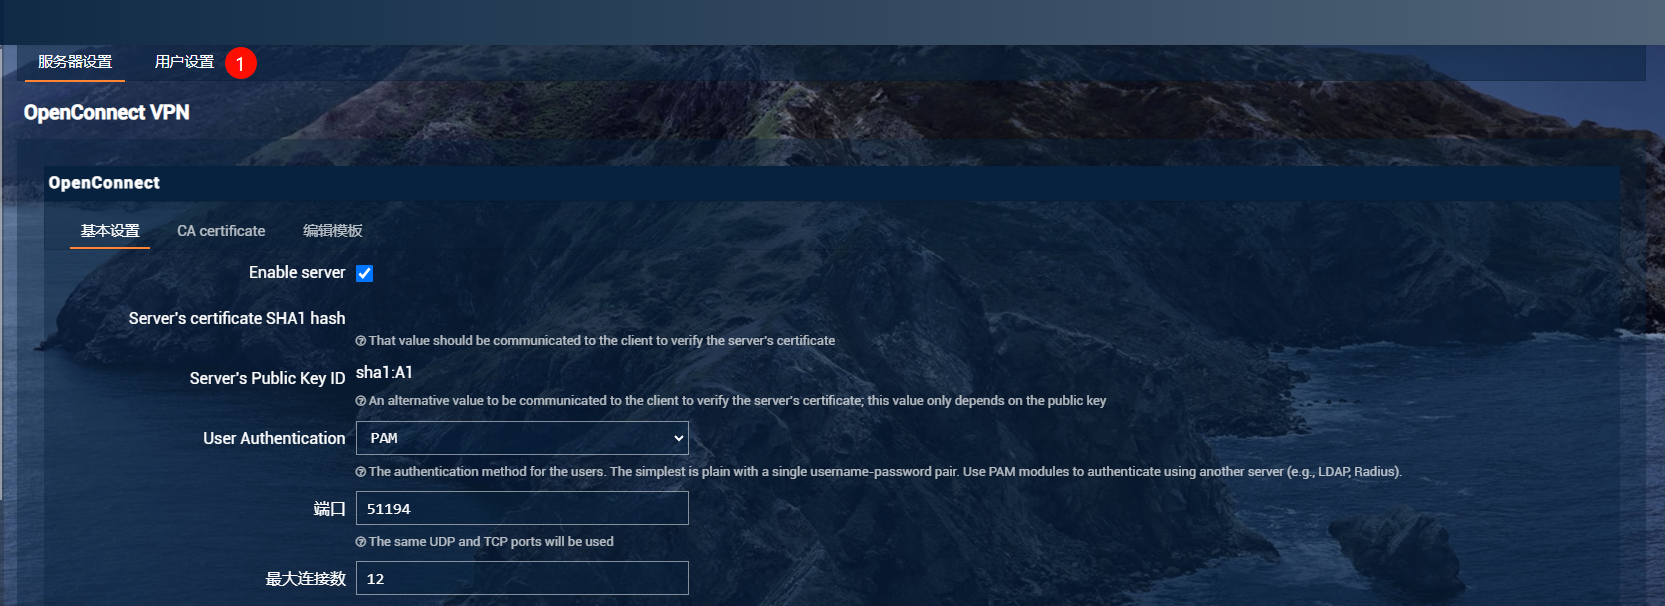 服务器设置 用户设置 1
OpenConnect VPN
OpenConnect
基本设置 CA certificate 编辑模板
Enable server
Server's certificate SHA1 hash
That value should be communicated to the client to verify the server's certificate
Server's Public Key ID sha1:A1
An alternative value to be communicated to the client to verify the server's certificate; this value only depends on the public key
User Authentication PAM
The authentication method for the users. The simplest is plain with a single username-password pair. Use PAM modules to authenticate using another server (e.g., LDAP, Radius).
端口 51194
The same UDP and TCP ports will be used
最大连接数 12